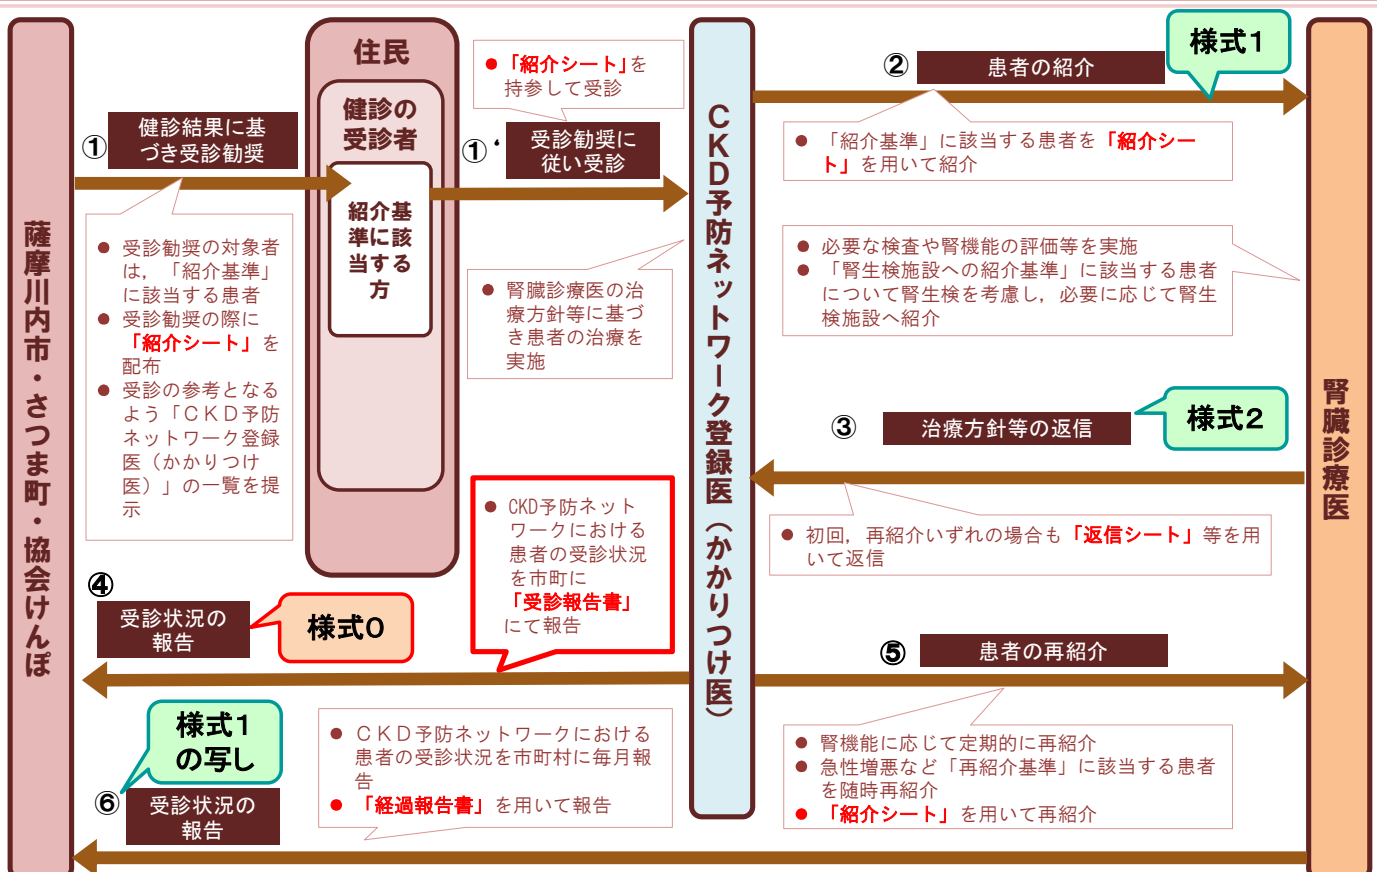 薩摩川内市・さつま町・協会けんぽ
①
健診結果に基
づき受診勧奨
● 受診勧奨の対象者
は，「紹介基準」
に該当する患者
● 受診勧奨の際に
「紹介シート」を
配布
● 受診の参考となる
よう「ＣＫＤ予防
ネットワーク登録
医（かかりつけ
医）」の一覧を提
示
住民
健診の
受診者
紹介基
準に該
当する
方
● 「紹介シート」を
持参して受診
①‘
受診勧奨に
従い受診
● 腎臓診療医の治
療方針等に基づ
き患者の治療を
実施
ＣＫＤ予防ネットワーク登録医（かかりつけ医）
②
患者の紹介
様式1
● 「紹介基準」に該当する患者を「紹介シー
ト」を用いて紹介
● 必要な検査や腎機能の評価等を実施
● 「腎生検施設への紹介基準」に該当する患者
について腎生検を考慮し，必要に応じて腎生
検施設へ紹介
腎臓診療医
③
治療方針等の返信
様式2
● 初回，再紹介いずれの場合も「返信シート」等を用
いて返信
④
受診状況の
報告
様式0
● CKD予防ネット
ワークにおける
患者の受診状況
を市町に
「受診報告書」
にて報告
⑤
患者の再紹介
● 腎機能に応じて定期的に再紹介
● 急性増悪など「再紹介基準」に該当する患者
を随時再紹介
● 「紹介シート」を用いて再紹介
様式1
の写し
⑥
受診状況の
報告
● ＣＫＤ予防ネットワークにおける
患者の受診状況を市町村に毎月報
告
● 「経過報告書」を用いて報告